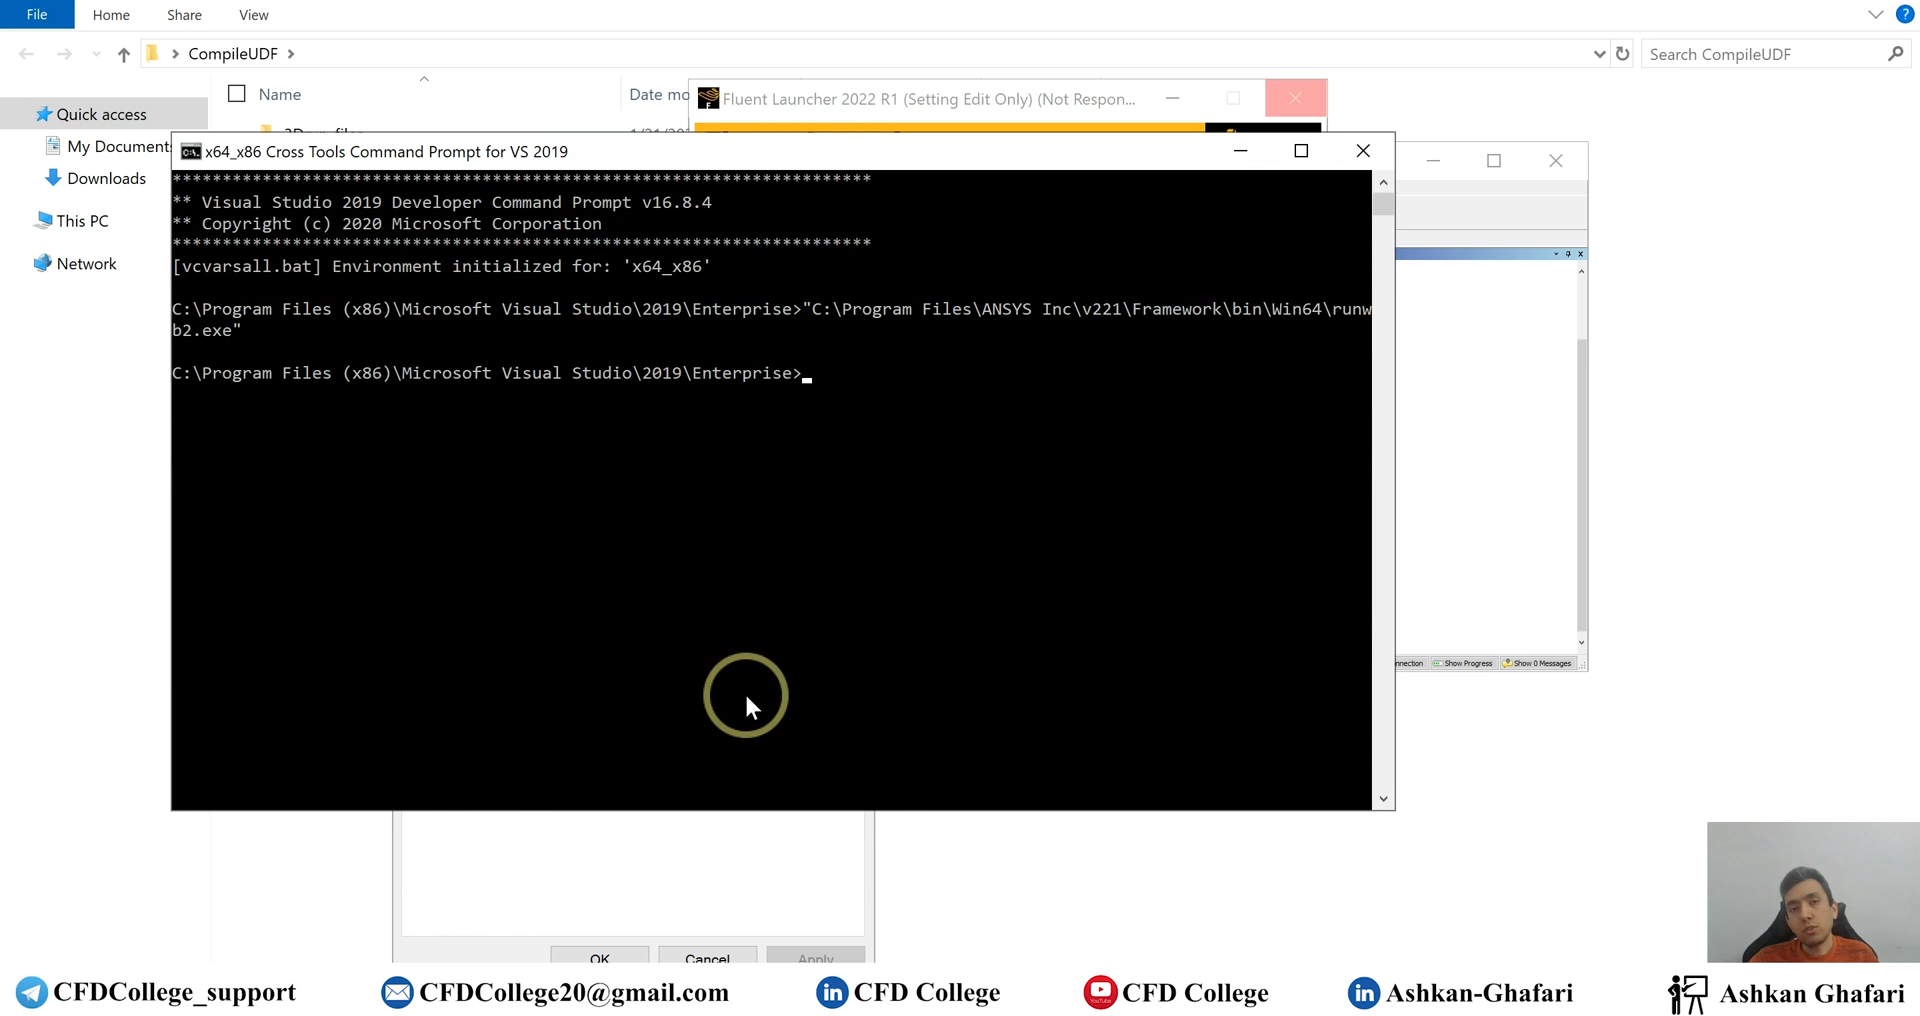 File Home Share View
CompileUDF
Search CompileUDF
Name
Date mo
Fluent Launcher 2022 R1 (Setting Edit Only) (Not Respon...
Quick access
My Document
Downloads
This PC
Network
x64_x86 Cross Tools Command Prompt for VS 2019
**********************************************************************
** Visual Studio 2019 Developer Command Prompt v16.8.4
** Copyright (c) 2020 Microsoft Corporation
**********************************************************************
[vcvarsall.bat] Environment initialized for: 'x64_x86'
C:\Program Files (x86)\Microsoft Visual Studio\2019\Enterprise>"C:\Program Files\ANSYS Inc\v221\Framework\bin\Win64\runw
b2.exe"
C:\Program Files (x86)\Microsoft Visual Studio\2019\Enterprise>
nnection Show Progress Show 0 Messages
OK Cancel Apply
CFDCollege_support CFDCollege20@gmail.com CFD College CFD College Ashkan-Ghafari Ashkan Ghafari